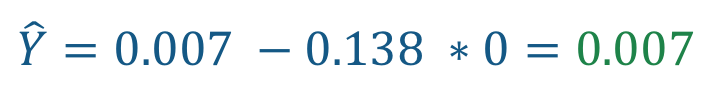 Ŷ = 0.007 − 0.138 * 0 = 0.007